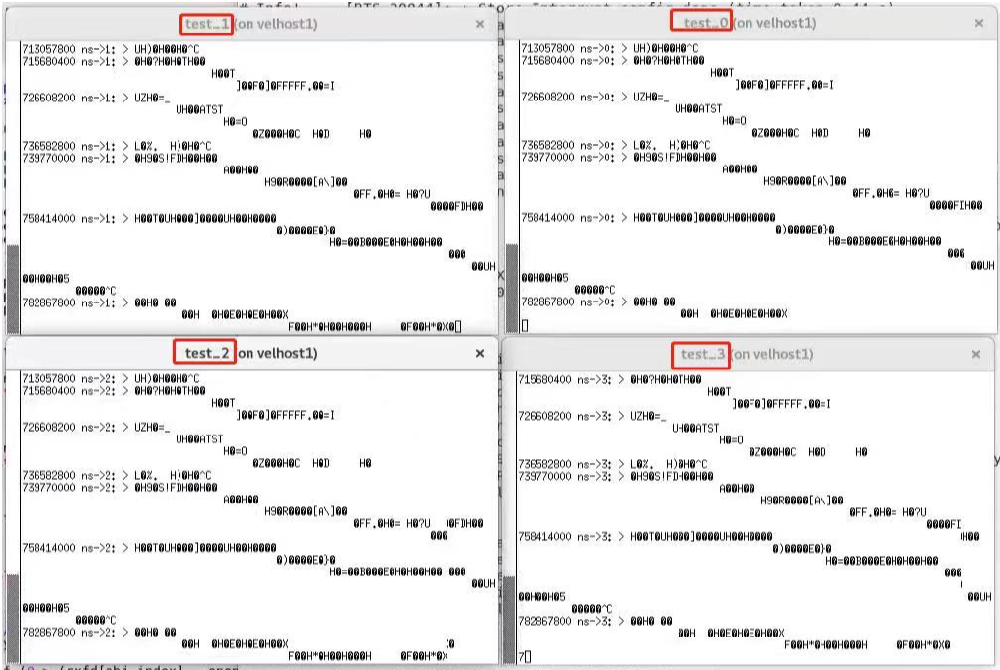 test_1 (on velhost1)
713057800 ns->1: > UH)0H00H0^C
715680400 ns->1: > 0H0?H0H0TH00
H00T
]00F0]0FFFFF.00=I
726608200 ns->1: > UZH0=_
UH00ATST
H0=O
0Z000H0C H0D H0
736582800 ns->1: > L0%. H)0H0^C
739770000 ns->1: > 0H90S!FDH00H00
A00H00
H90R0000[A\]00
0FF.0H0= H0?U
0000FDH00
758414000 ns->1: > H00T0UH000]0000UH00H0000
0)0000E0}0
H0=00B000E0H0H00H00
000
00UH
00H00H05
00000^C
782867800 ns->1: > 00H0 00
00H 0H0E0H0E0H00X
F00H*0H00H000H 0F00H*0X0
test_0 (on velhost1)
713057800 ns->0: > UH)0H00H0^C
715680400 ns->0: > 0H0?H0H0TH00
H00T
]00F0]0FFFFF.00=I
726608200 ns->0: > UZH0=_
UH00ATST
H0=O
0Z000H0C H0D H0
736582800 ns->0: > L0%. H)0H0^C
739770000 ns->0: > 0H90S!FDH00H00
A00H00
H90R0000[A\]00
0FF.0H0= H0?U
0000FDH00
758414000 ns->0: > H00T0UH000]0000UH00H0000
0)0000E0}0
H0=00B000E0H0H00H00
000
00UH
00H00H05
00000^C
782867800 ns->0: > 00H0 00
00H 0H0E0H0E0H00X
test_2 (on velhost1)
713057800 ns->2: > UH)0H00H0^C
715680400 ns->2: > 0H0?H0H0TH00
H00T
]00F0]0FFFFF.00=I
726608200 ns->2: > UZH0=_
UH00ATST
H0=O
0Z000H0C H0D H0
736582800 ns->2: > L0%. H)0H0^C
739770000 ns->2: > 0H90S!FDH00H00
A00H00
H90R0000[A\]00
0FF.0H0= H0?U 0FDH00
000
758414000 ns->2: > H00T0UH000]0000UH00H0000
0)0000E0}0
H0=00B000E0H0H00H00 000
00UH
00H00H05
00000^C
782867800 ns->2: > 00H0 00
00H 0H0E0H0E0H00X
F00H*0H00H000H 0F00H*0X
test_3 (on velhost1)
715680400 ns->3: > 0H0?H0H0TH00
H00T
]00F0]0FFFFF.00=I
726608200 ns->3: > UZH0=_
UH00ATST
H0=O
0Z000H0C H0D H0
736582800 ns->3: > L0%. H)0H0^C
739770000 ns->3: > 0H90S!FDH00H00
A00H00
H90R0000[A\]00
0FF.0H0= H0?U
0000F
H00
758414000 ns->3: > H00T0UH000]0000UH00H0000
0)0000E0}0
H0=00B000E0H0H00H00
000
00UH
00H00H05
00000^C
782867800 ns->3: > 00H0 00
00H 0H0E0H0E0H00X
F00H*0H00H000H 0F00H*0X0
7